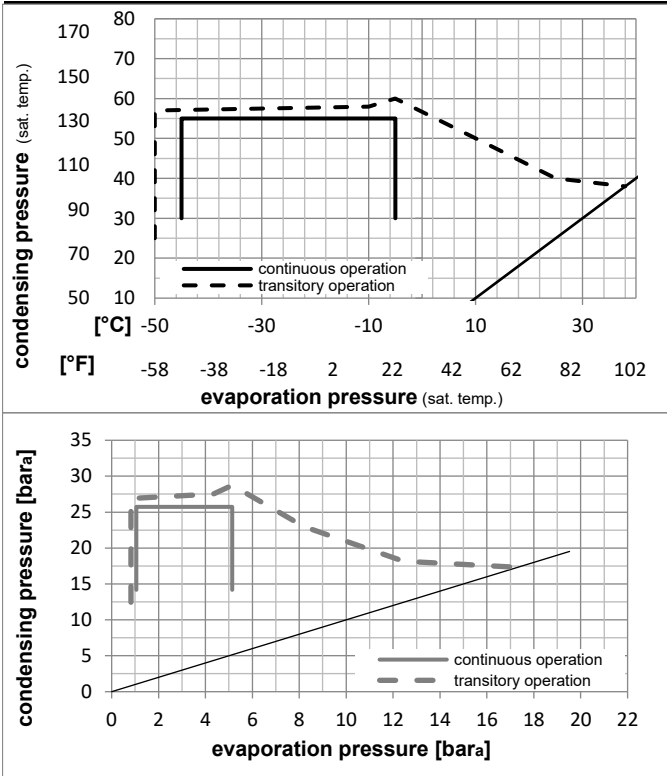 condensing pressure (sat. temp.)
170 80
150 70
60
130 50
110 40
90 30
70 20
50 10
continuous operation
transitory operation
[°C] -50 -30 -10 10 30
[°F] -58 -38 -18 2 22 42 62 82 102
evaporation pressure (sat. temp.)
condensing pressure [bara]
35
30
25
20
15
10
5
0
continuous operation
transitory operation
0 2 4 6 8 10 12 14 16 18 20 22
evaporation pressure [bara]